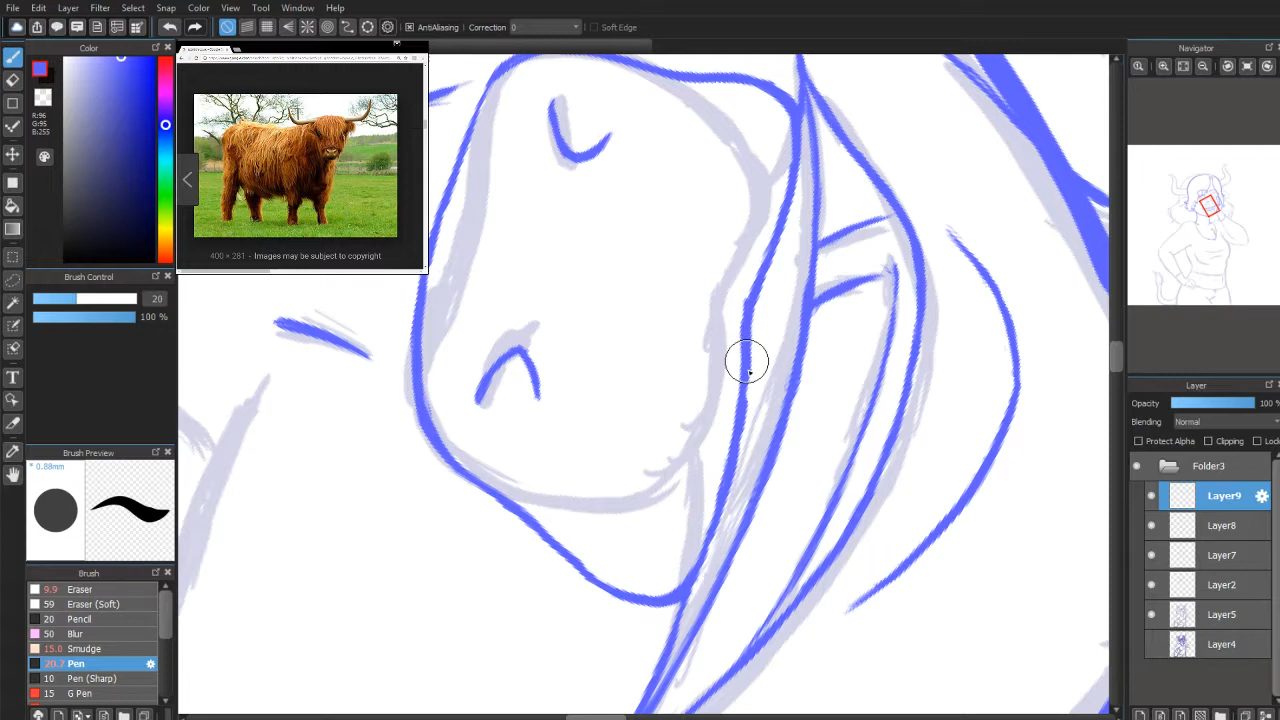 File Edit Layer Filter Select Snap Color View Tool Window Help
AntiAliasing Correction 0 Soft Edge
Color
R:95
G:95
B:255
400 × 281 - Images may be subject to copyright
Brush Control
20
100 %
Brush Preview
* 0.88mm
Brush
9.9 Eraser
59 Eraser (Soft)
20 Pencil
50 Blur
15.0 Smudge
20.7 Pen
10 Pen (Sharp)
15 G Pen
Navigator
Layer
Opacity 100 %
Blending Normal
Protect Alpha Clipping Loc
Folder3
Layer9
Layer8
Layer7
Layer2
Layer5
Layer4